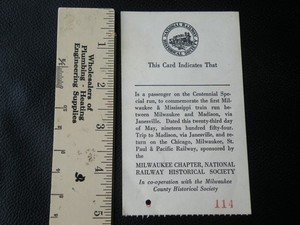 NATIONAL RAILWAY
HISTORICAL SOCIETY
This Card Indicates That
Is a passenger on the Centennial Spe-
cial run, to commemorate the first Mil-
waukee & Mississippi train run between
Milwaukee and Madison, via
Janesville. Dated this twenty-third day
of May, nineteen hundred fifty-four.
Trip to Madison, via Janesville, and re-
turn on the Chicago, Milwaukee, St.
Paul & Pacific Railway, sponsored by
the
MILWAUKEE CHAPTER, NATIONAL
RAILWAY HISTORICAL SOCIETY
In co-operation with the Milwaukee
County Historical Society
114
Wholesalers of
Plumbing - Heating
Engineering Supplies
1
2
3
4
5